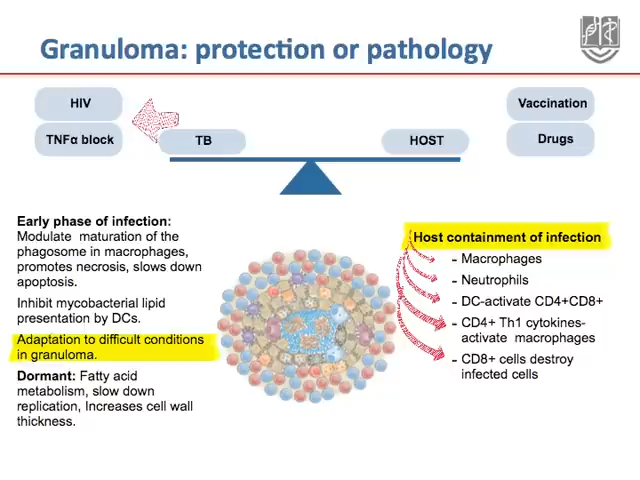 Granuloma: protection or pathology
HIV
TNFα block
TB
HOST
Vaccination
Drugs
Early phase of infection:
Modulate maturation of the
phagosome in macrophages,
promotes necrosis, slows down
apoptosis.
Inhibit mycobacterial lipid
presentation by DCs.
Adaptation to difficult conditions
in granuloma.
Dormant: Fatty acid
metabolism, slow down
replication, Increases cell wall
thickness.
Host containment of infection
- Macrophages
- Neutrophils
- DC-activate CD4+CD8+
- CD4+ Th1 cytokines-
activate macrophages
- CD8+ cells destroy
infected cells